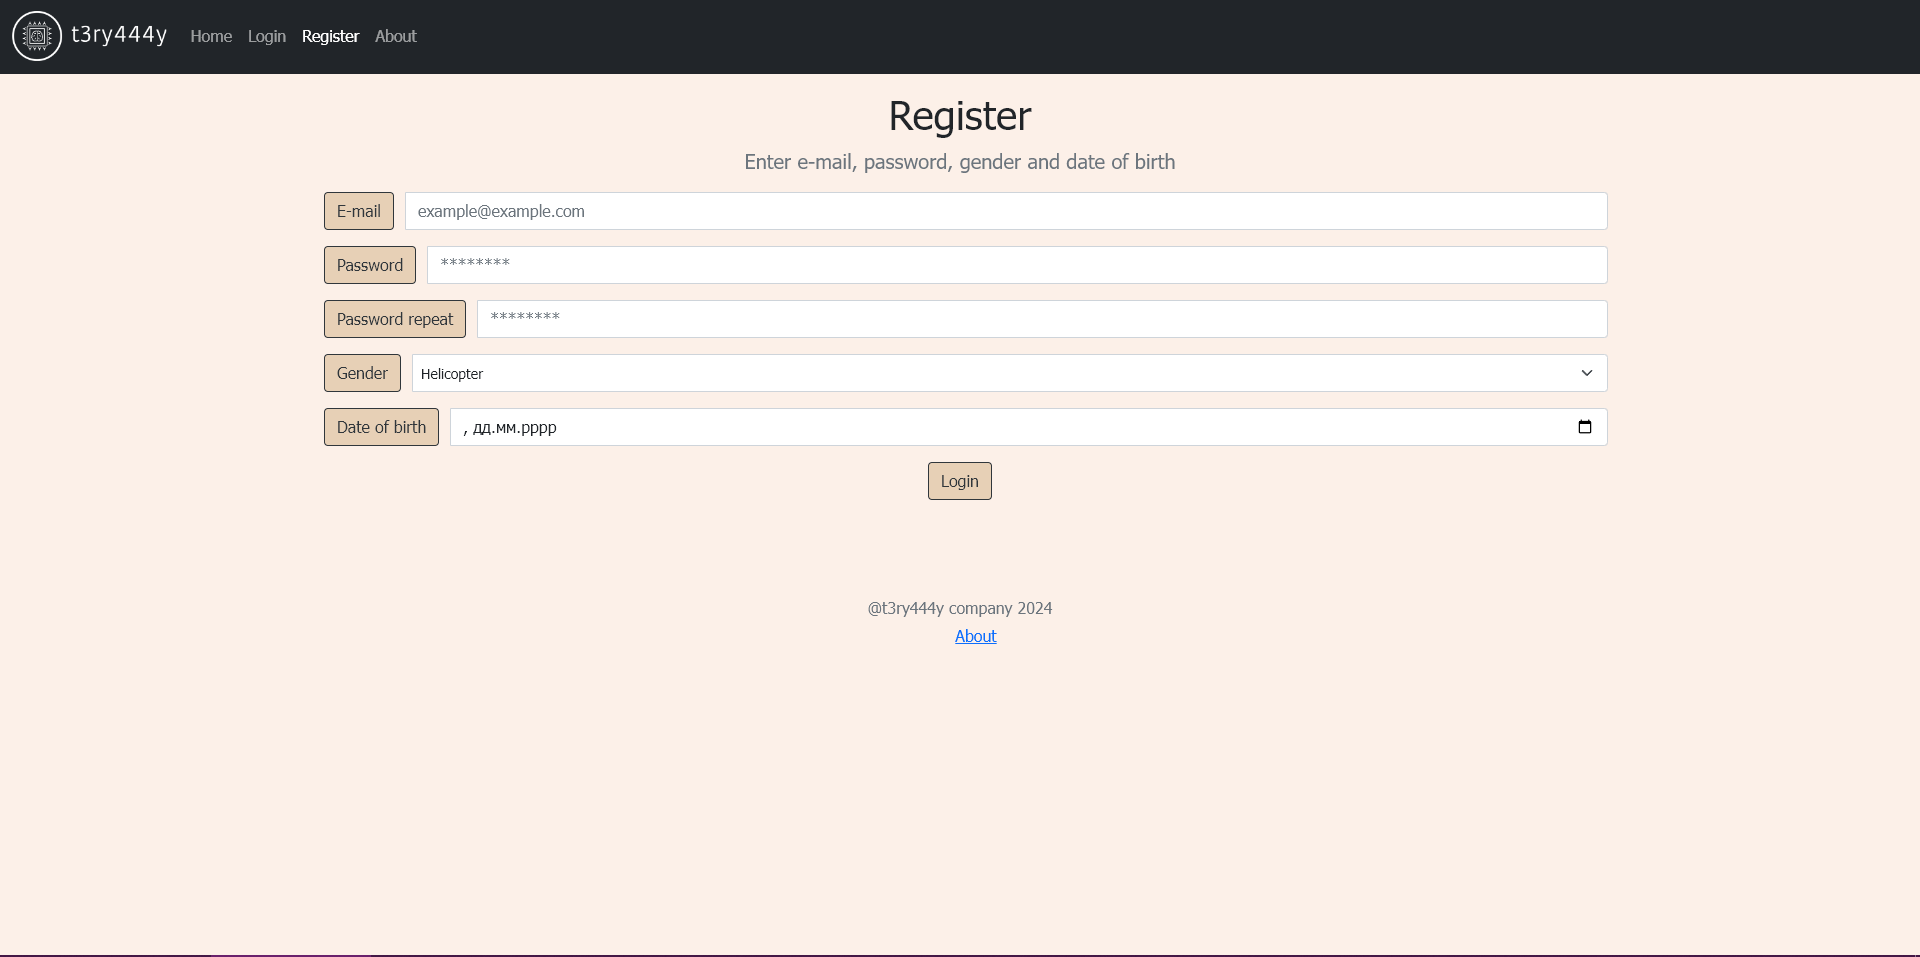 t3ry444y Home Login Register About
Register
Enter e-mail, password, gender and date of birth
E-mail example@example.com
Password ********
Password repeat ********
Gender Helicopter
Date of birth , дд.мм.рррр
Login
@t3ry444y company 2024
About